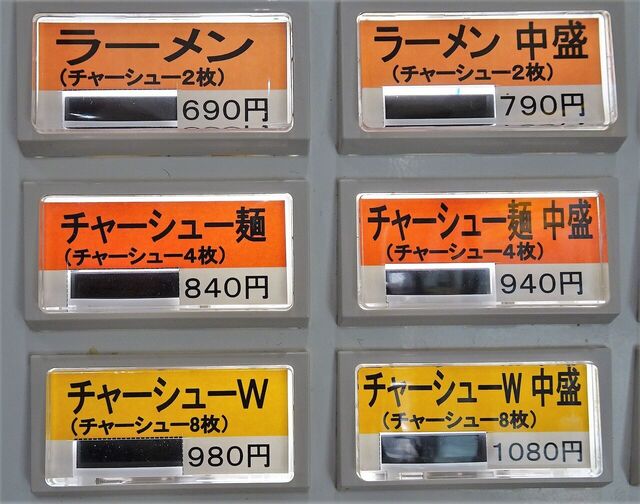 ラーメン
(チャーシュー2枚)
690円
ラーメン 中盛
(チャーシュー2枚)
790円
チャーシュー麺
(チャーシュー4枚)
840円
チャーシュー麺 中盛
(チャーシュー4枚)
940円
チャーシューW
(チャーシュー8枚)
980円
チャーシューW 中盛
(チャーシュー8枚)
1080円